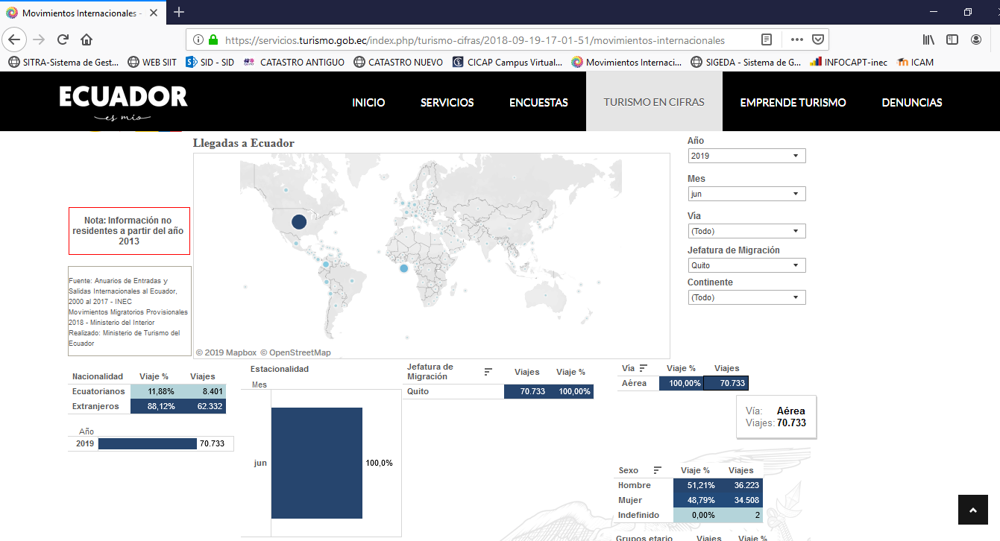 Movimientos Internacionales -
https://servicios.turismo.gob.ec/index.php/turismo-cifras/2018-09-19-17-01-51/movimientos-internacionales
SITRA-Sistema de Gest...
WEB SIIT
SID - SID
CATASTRO ANTIGUO
CATASTRO NUEVO
CICAP Campus Virtual...
Movimientos Internaci...
SIGEDA - Sistema de G...
INFOCAPT-inec
ICAM
ECUADOR
es mío
INICIO
SERVICIOS
ENCUESTAS
TURISMO EN CIFRAS
EMPRENDE TURISMO
DENUNCIAS
Llegadas a Ecuador
Nota: Información no
residentes a partir del año
2013
Fuente: Anuarios de Entradas y
Salidas Internacionales al Ecuador,
2000 al 2017 - INEC
Movimientos Migratorios Provisionales
2018 - Ministerio del Interior
Realizado: Ministerio de Turismo del
Ecuador
© 2019 Mapbox © OpenStreetMap
Año
2019
Mes
jun
Vía
(Todo)
Jefatura de Migración
Quito
Continente
(Todo)
Nacionalidad Viaje % Viajes
Ecuatorianos 11,88% 8.401
Extranjeros 88,12% 62.332
Año
2019 70.733
Estacionalidad
Mes
jun 100,0%
Jefatura de
Migración Viajes Viaje %
Quito 70.733 100,00%
Vía Viaje % Viajes
Aérea 100,00% 70.733
Vía: Aérea
Viajes: 70.733
Sexo Viaje % Viajes
Hombre 51,21% 36.223
Mujer 48,79% 34.508
Indefinido 0,00% 2
Grupos etario Viajes Viaje %